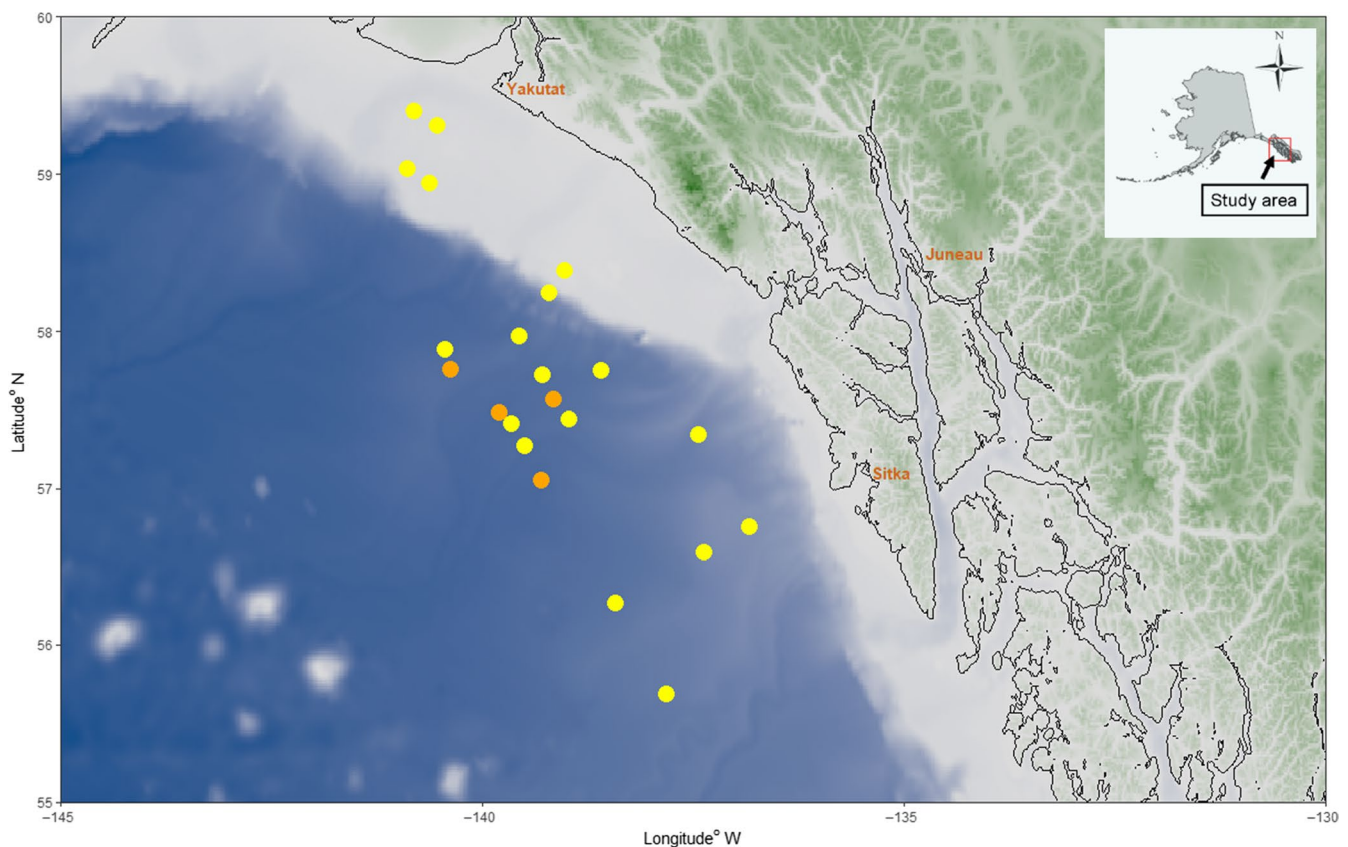 60
N
Yakutat
59
Study area
Juneau
58
Latitude° N
57
Sitka
56
55
−145
−140
−135
−130
Longitude° W